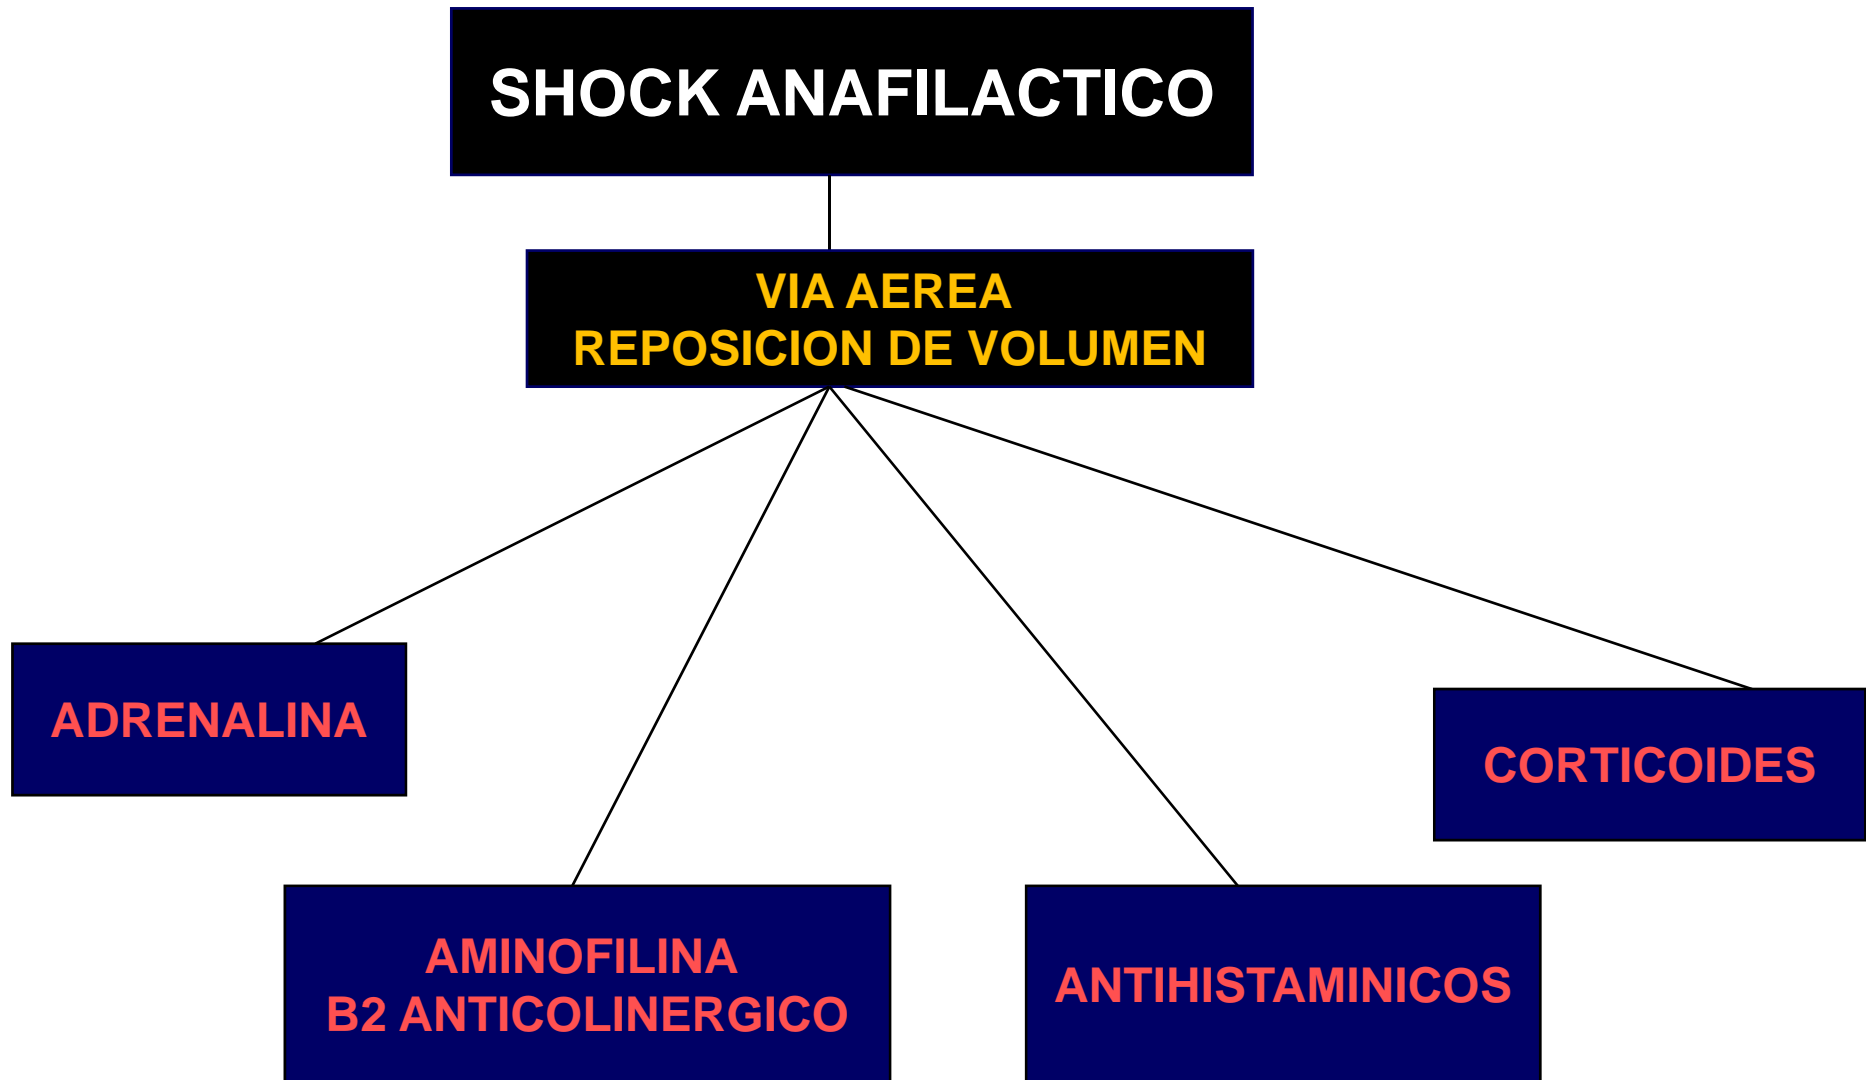 SHOCK ANAFILACTICO
VIA AEREA
REPOSICION DE VOLUMEN
ADRENALINA
CORTICOIDES
AMINOFILINA
B2 ANTICOLINERGICO
ANTIHISTAMINICOS